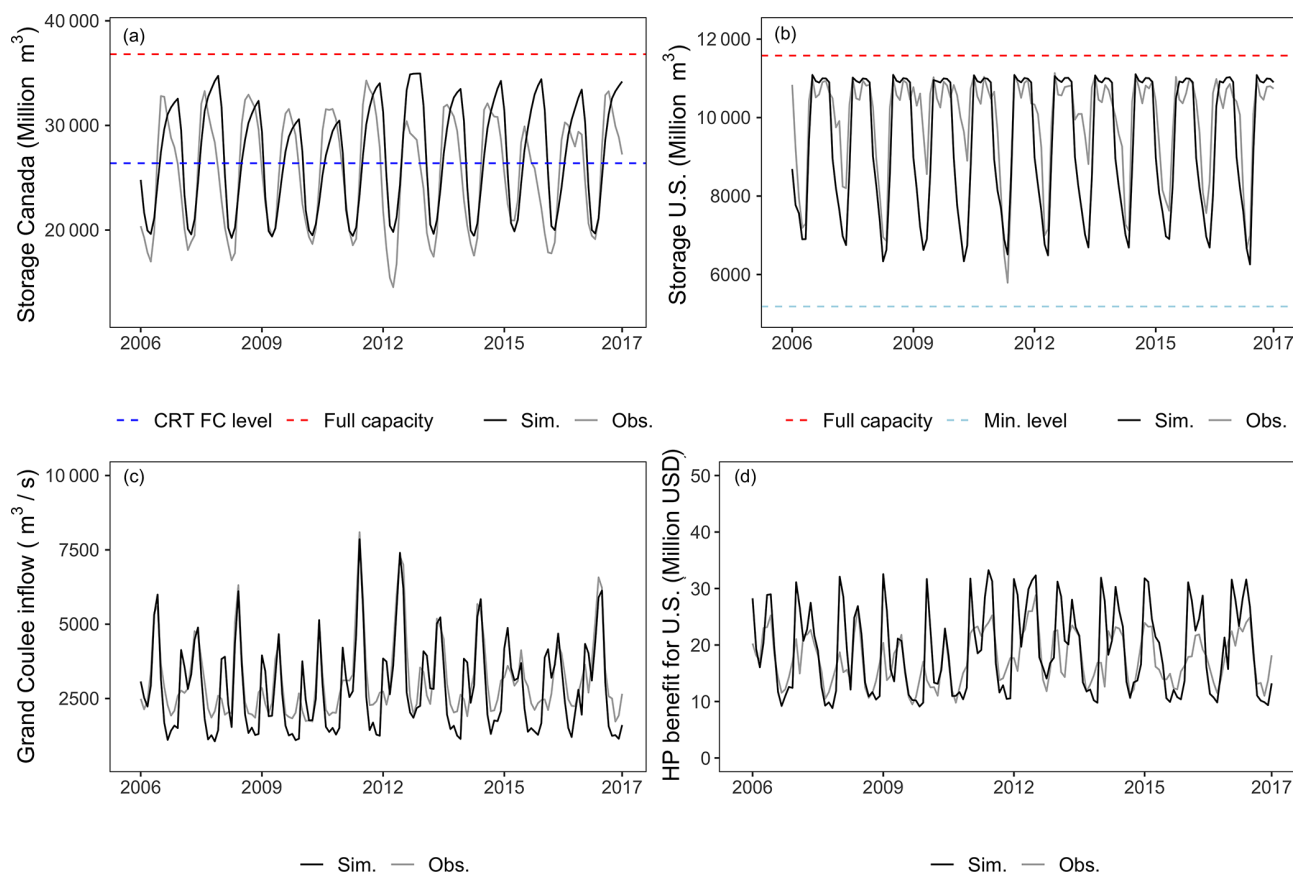 (a)
Storage Canada (Million m³)
40 000
30 000
20 000
2006 2009 2012 2015 2017
CRT FC level Full capacity Sim. Obs.
(b)
Storage U.S. (Million m³)
12 000
10 000
8000
6000
2006 2009 2012 2015 2017
Full capacity Min. level Sim. Obs.
(c)
Grand Coulee inflow ( m³ / s)
10 000
7500
5000
2500
2006 2009 2012 2015 2017
Sim. Obs.
(d)
HP benefit for U.S. (Million USD)
50
40
30
20
10
0
2006 2009 2012 2015 2017
Sim. Obs.